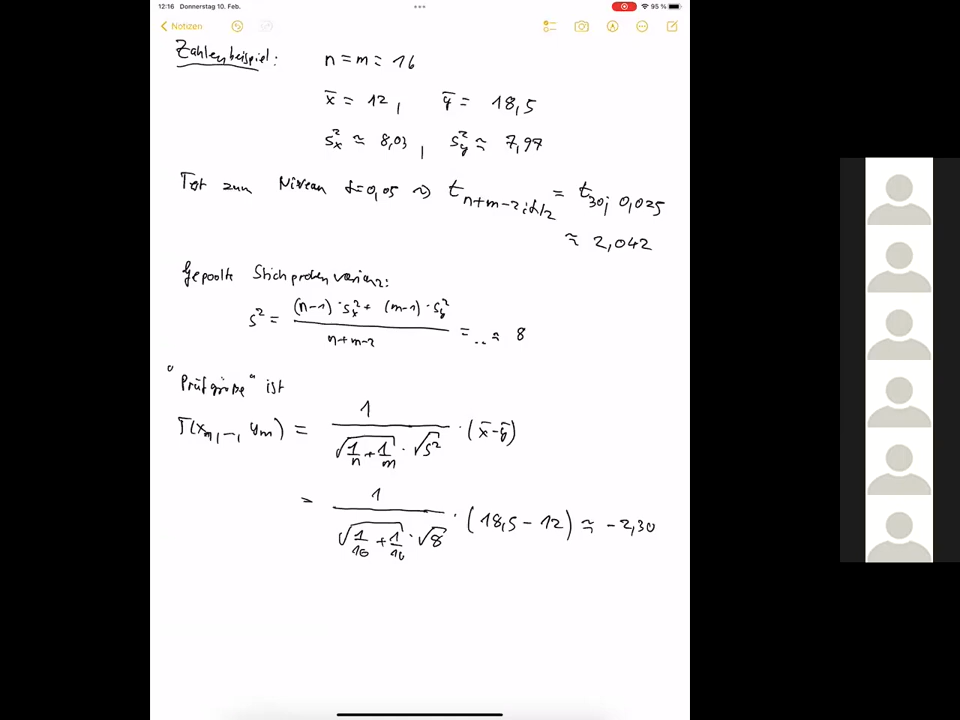 12:16 Donnerstag 10. Feb.
95 %
Notizen
Zahlenbeispiel: n = m = 16
x̄ = 12, ȳ = 18,5
s_x² ≈ 8,03, s_y² ≈ 7,97
Test zum Niveau α=0,05 ⇝ t_{n+m-2; α/2} = t_{30; 0,025}
≈ 2,042
Gepoolte Stichprobenvarianz:
s² = ((n-1)·s_x² + (m-1)·s_y²) / (n+m-2) = ... ≈ 8
"Prüfgröße" ist
T(x_1, ..., y_m) = 1 / (√(1/n + 1/m) · √s²) · (x̄-ȳ)
= 1 / (√(1/16 + 1/16) · √8) · (18,5 - 12) ≈ -2,30